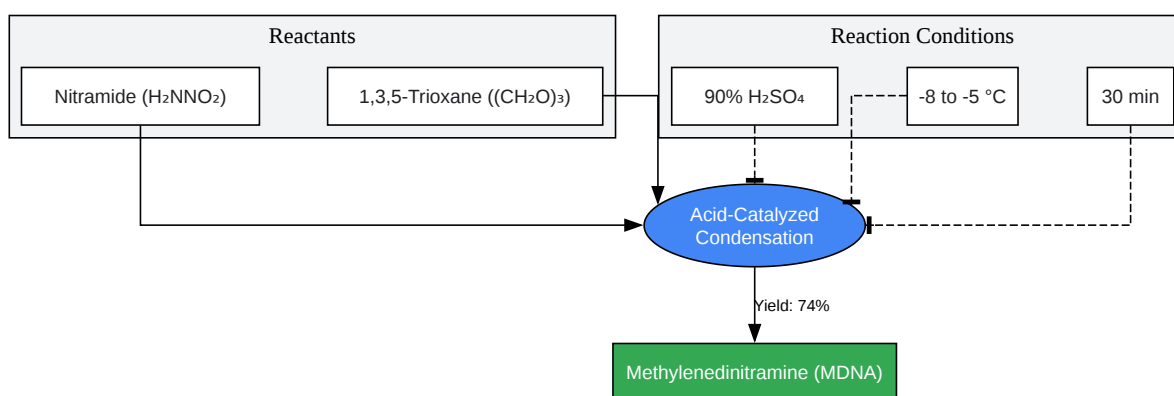 Reactants
Reaction Conditions
Nitramide (H₂NNO₂)
1,3,5-Trioxane ((CH₂O)₃)
90% H₂SO₄
-8 to -5 °C
30 min
Acid-Catalyzed
Condensation
Yield: 74%
Methylenedinitramine (MDNA)